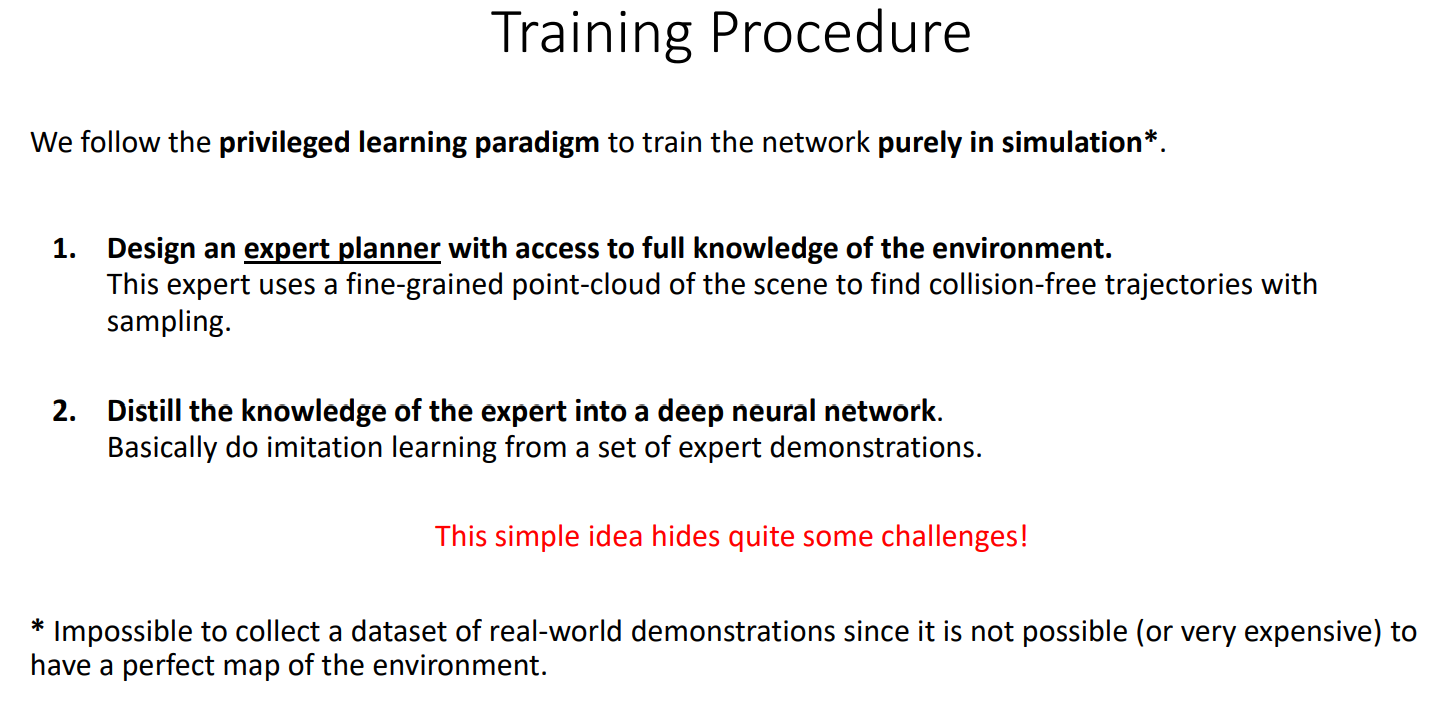 Training Procedure
We follow the privileged learning paradigm to train the network purely in simulation*.
1. Design an expert planner with access to full knowledge of the environment.
This expert uses a fine-grained point-cloud of the scene to find collision-free trajectories with
sampling.
2. Distill the knowledge of the expert into a deep neural network.
Basically do imitation learning from a set of expert demonstrations.
This simple idea hides quite some challenges!
* Impossible to collect a dataset of real-world demonstrations since it is not possible (or very expensive) to
have a perfect map of the environment.